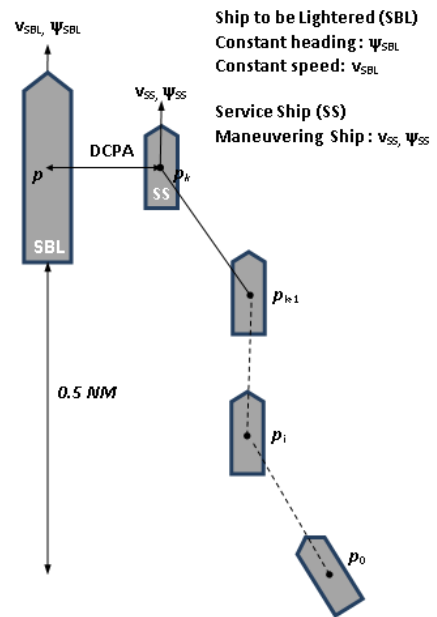 Ship to be Lightered (SBL)
Constant heading: ψSBL
Constant speed: vSBL
Service Ship (SS)
Maneuvering Ship: vSS, ψSS
vSBL, ψSBL
vSS, ψSS
DCPA
p
pk
SS
SBL
pk-1
0.5 NM
pi
p0